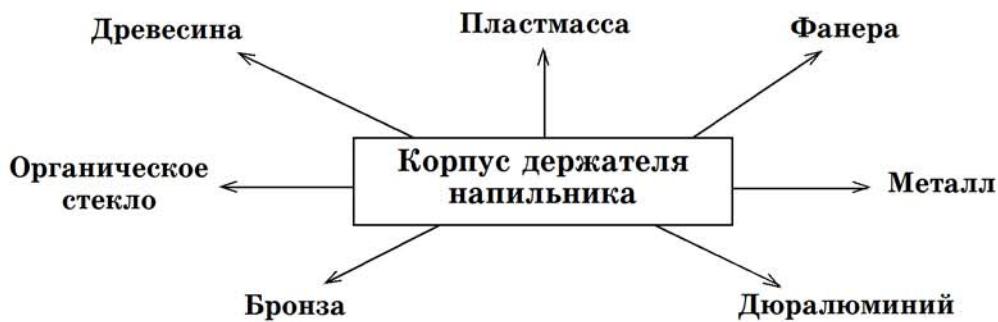 Древесина
Пластмасса
Фанера
Корпус держателя
напильника
Органическое
стекло
Металл
Бронза
Дюралюминий